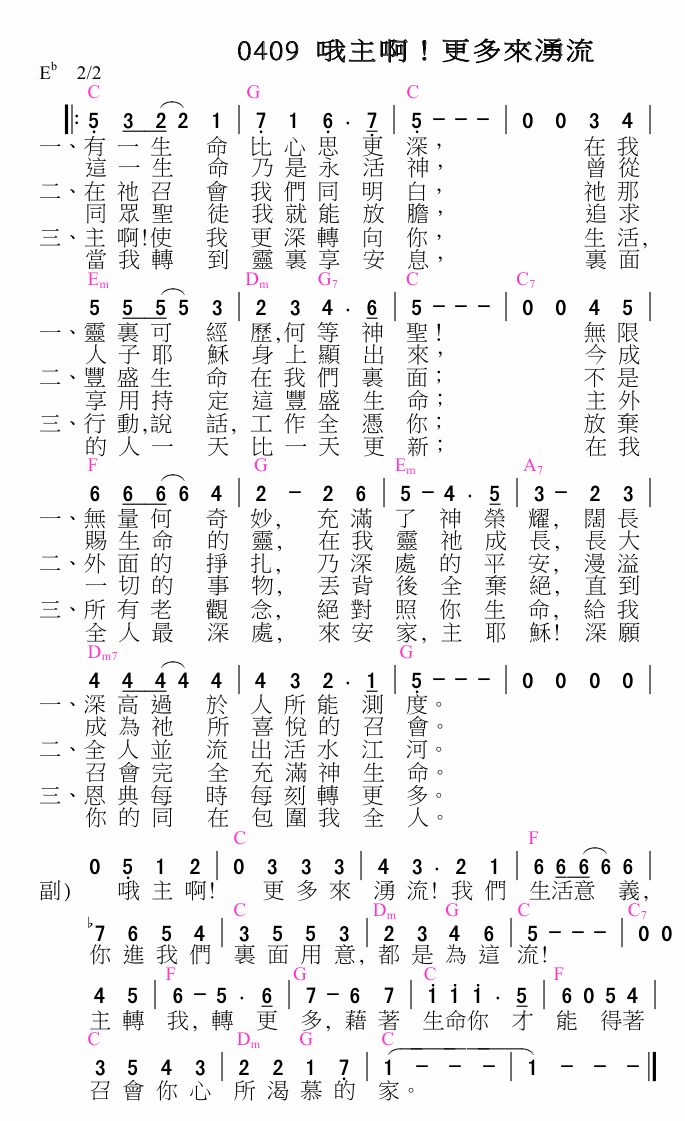 0409 哦主啊！更多來湧流
E♭ 2/2
C G C
‖: 5 3 2 2 1 | 7 1 6 . 7 | 5 - - - | 0 0 3 4 |
一、有一生 命 比心思 更 深， 在我
這一生 命 乃是永 活 神， 曾從
二、在祂召 會 我們同 明 白， 祂那
同眾聖 徒 我就能 放 膽， 追求
三、主啊!使 我 更深轉 向 你， 生活,
當我轉 到 靈裏享 安 息， 裏面
Em Dm G7 C C7
5 5 5 5 3 | 2 3 4 . 6 | 5 - - - | 0 0 4 5 |
一、靈裏可 經 歷,何等 神 聖! 無限
人子耶 穌 身上顯 出 來， 今成
二、豐盛生 命 在我們 裏 面； 不是
享用持 定 這豐盛 生 命； 主外
三、行動,說 話, 工作全 憑 你； 放棄
的人一 天 比一天 更 新； 在我
F G Em A7
6 6 6 6 4 | 2 - 2 6 | 5 - 4 . 5 | 3 - 2 3 |
一、無量何 奇 妙, 充滿 了 神 榮 耀, 闊長
賜生命 的 靈, 在我 靈 祂 成 長, 長大
二、外面的 掙 扎, 乃深 處 的 平 安, 漫溢
一切的 事 物, 丟背 後 全 棄 絕, 直到
三、所有老 觀 念, 絕對 照 你 生 命, 給我
全人最 深 處, 來安 家, 主 耶 穌! 深願
Dm7 G
4 4 4 4 4 | 4 3 2 . 1 | 5 - - - | 0 0 0 0 |
一、深高過 於 人所能 測 度。
成為祂 所 喜悅的 召 會。
二、全人並 流 出活水 江 河。
召會完 全 充滿神 生 命。
三、恩典每 時 每刻轉 更 多。
你的同 在 包圍我 全 人。
C F
0 5 1 2 | 0 3 3 3 | 4 3 . 2 1 | 6 6 6 6 6 |
副) 哦主啊! 更多來 湧流!我們 生活意 義,
C Dm G C C7
♭7 6 5 4 | 3 5 5 3 | 2 3 4 6 | 5 - - - | 0 0
你進我們 裏面用意, 都是為這 流!
F G C F
4 5 | 6 - 5 . 6 | 7 - 6 7 | i i i . 5 | 6 0 5 4 |
主轉 我, 轉 更 多, 藉著 生命你 才 能 得著
C Dm G C
3 5 4 3 | 2 2 1 7 | 1 - - - | 1 - - - ‖
召會你心 所渴慕的 家。